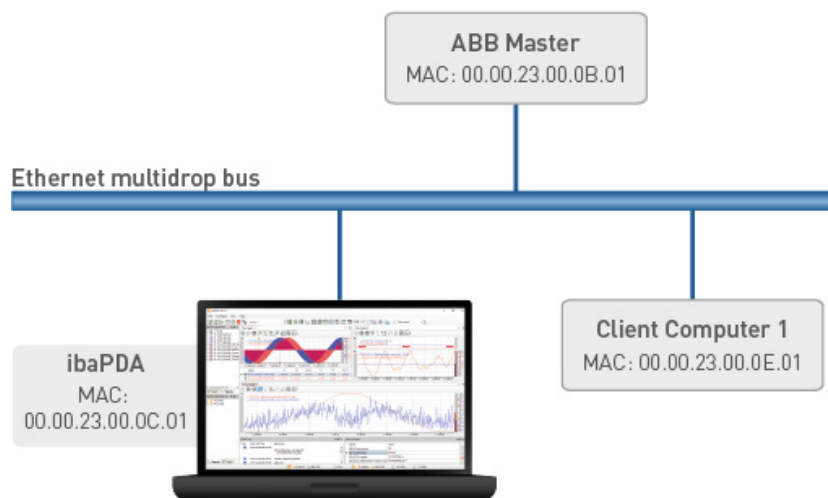 ABB Master
MAC: 00.00.23.00.0B.01
Ethernet multidrop bus
ibaPDA
MAC:
00.00.23.00.0C.01
Client Computer 1
MAC: 00.00.23.00.0E.01